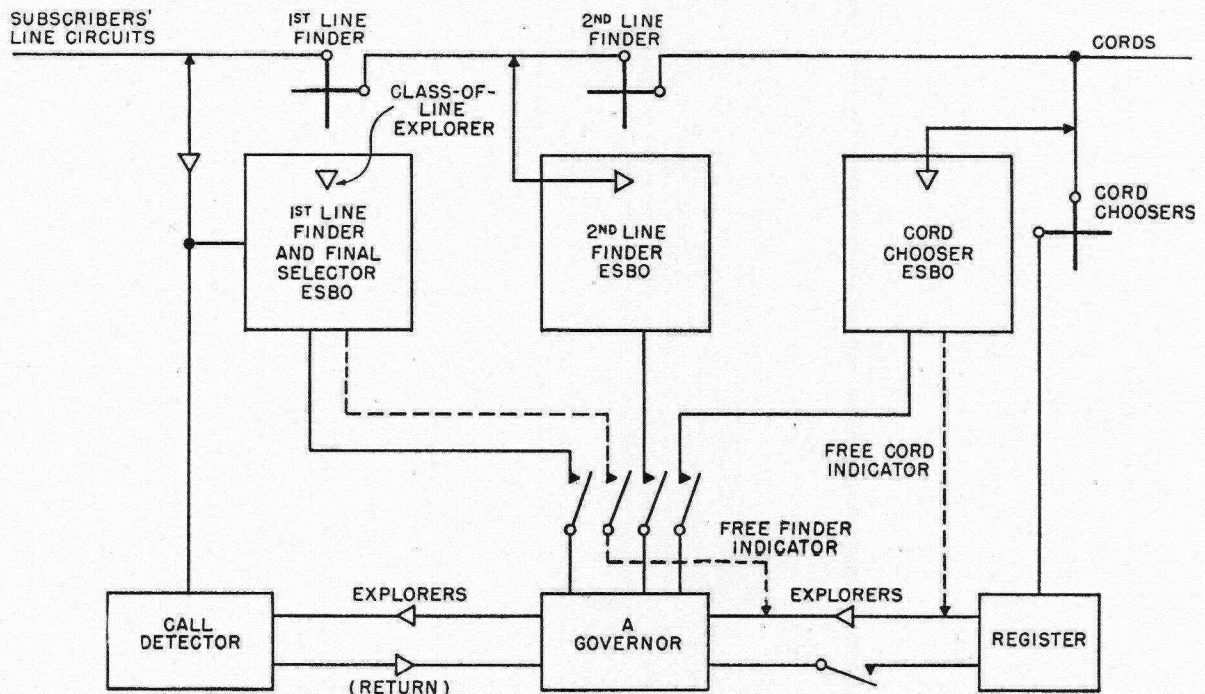 SUBSCRIBERS'
LINE CIRCUITS
1ST LINE
FINDER
2ND LINE
FINDER
CORDS
CLASS-OF-
LINE
EXPLORER
1ST LINE
FINDER
AND FINAL
SELECTOR
ESBO
2ND LINE
FINDER
ESBO
CORD
CHOOSER
ESBO
CORD
CHOOSERS
FREE CORD
INDICATOR
FREE FINDER
INDICATOR
CALL
DETECTOR
EXPLORERS
(RETURN)
A
GOVERNOR
EXPLORERS
REGISTER